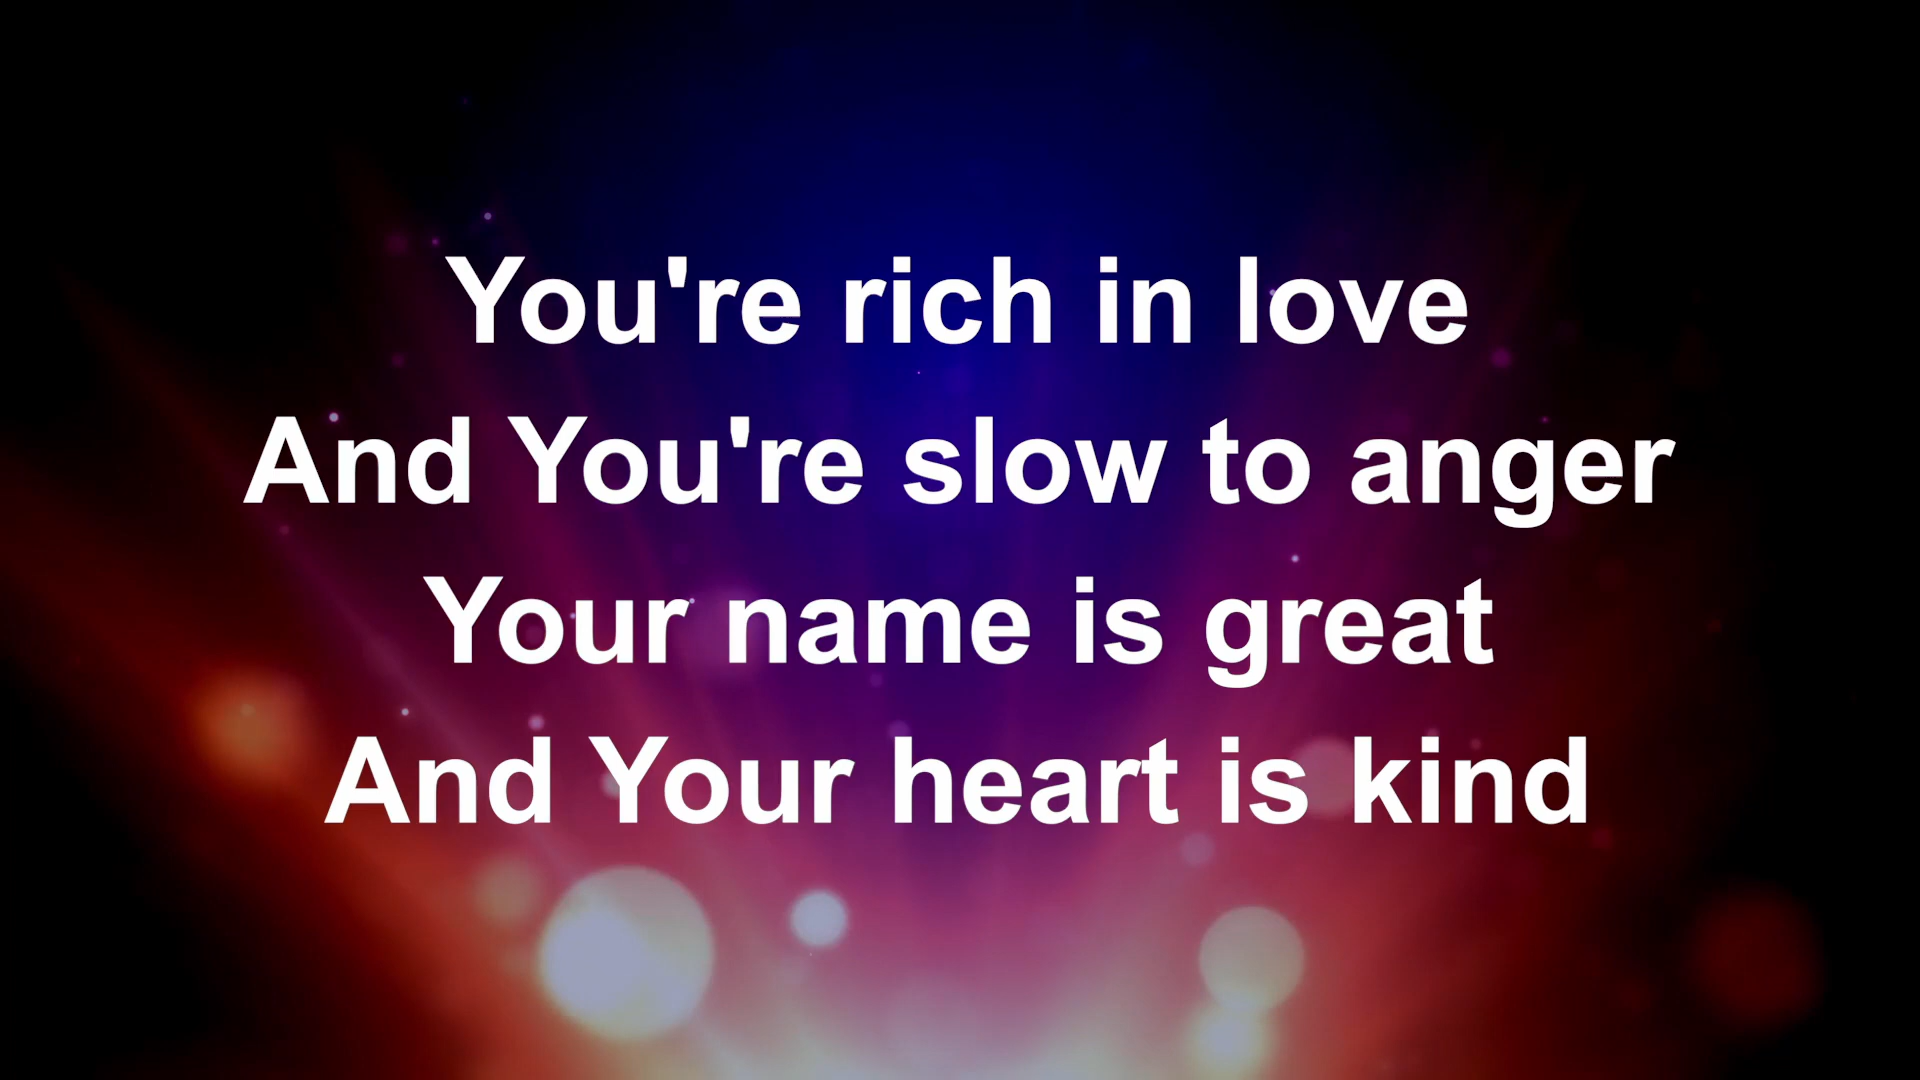 You're rich in love
And You're slow to anger
Your name is great
And Your heart is kind